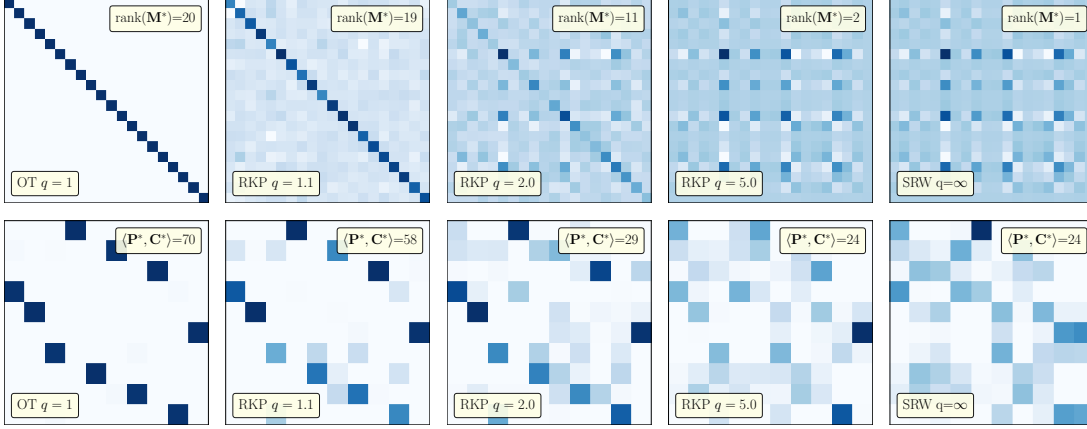 rank(M*)=20
rank(M*)=19
rank(M*)=11
rank(M*)=2
rank(M*)=1
OT q = 1
RKP q = 1.1
RKP q = 2.0
RKP q = 5.0
SRW q=∞
⟨P*, C*⟩=70
⟨P*, C*⟩=58
⟨P*, C*⟩=29
⟨P*, C*⟩=24
⟨P*, C*⟩=24
OT q = 1
RKP q = 1.1
RKP q = 2.0
RKP q = 5.0
SRW q=∞